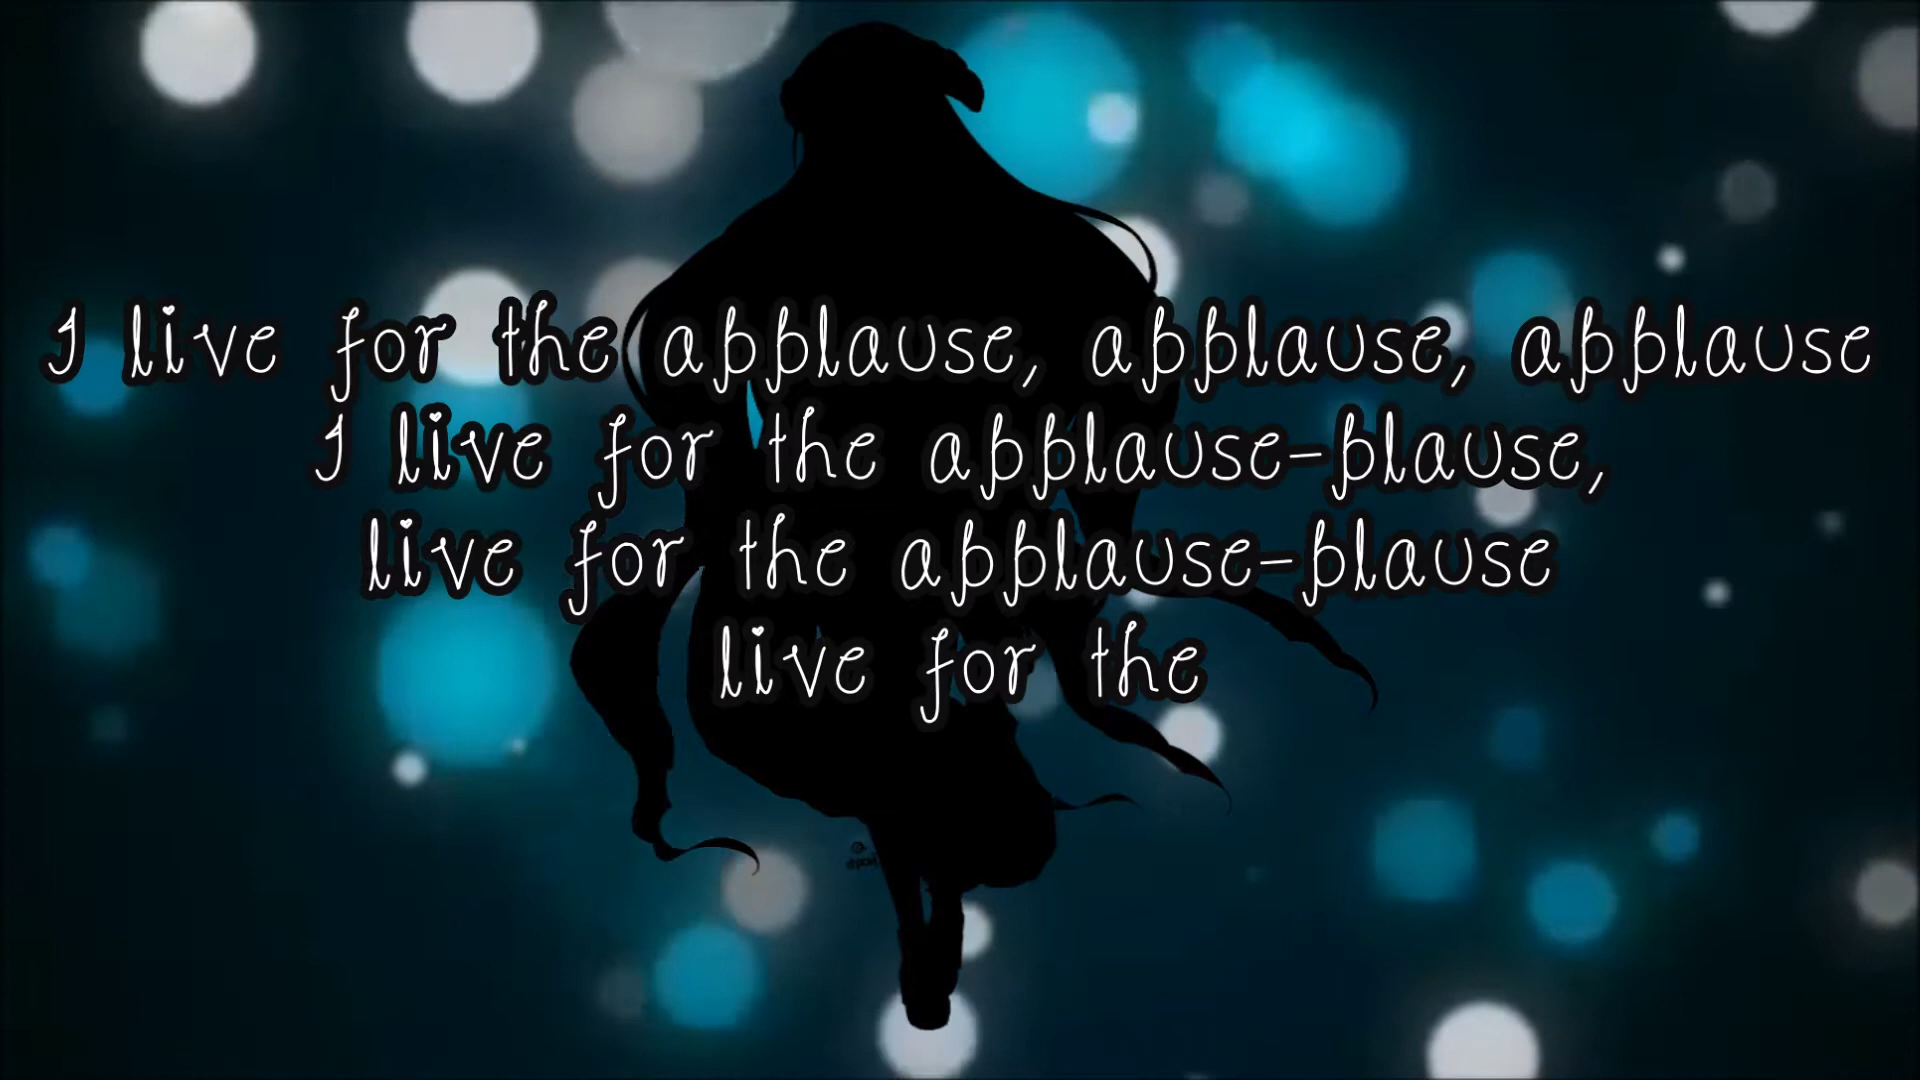 I live for the applause, applause, applause
I live for the applause-plause,
live for the applause-plause
live for the